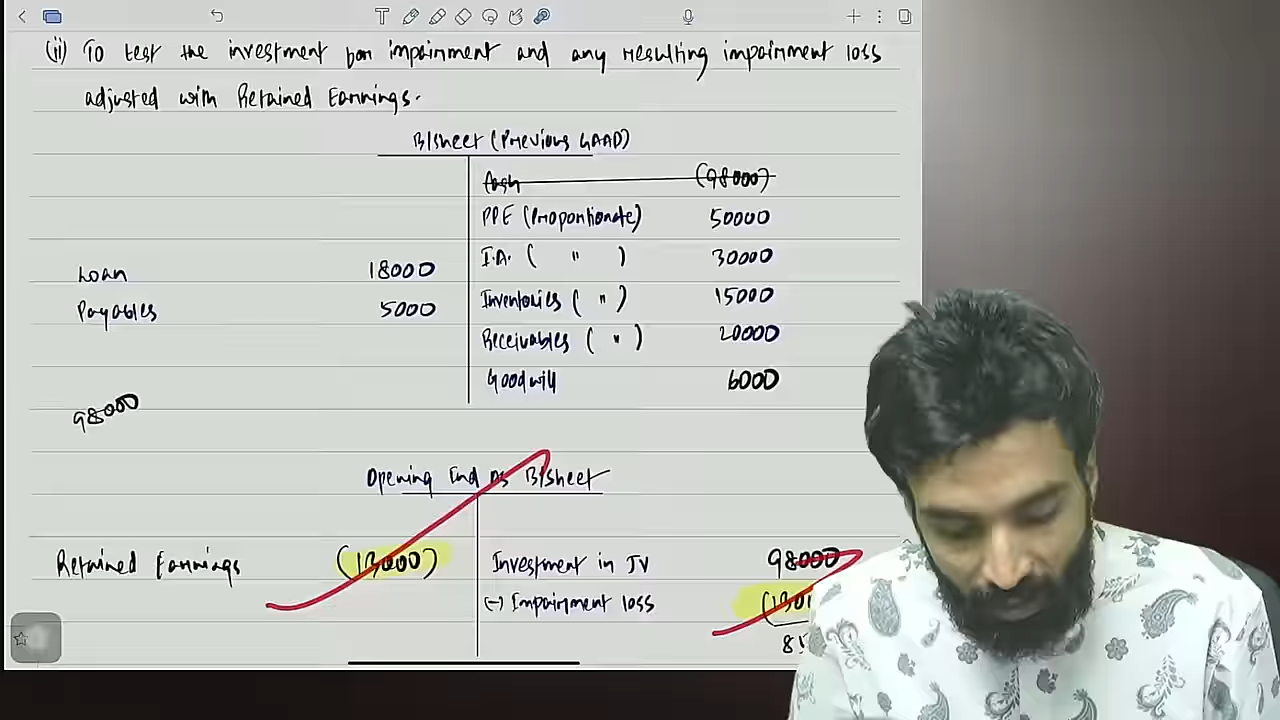 (ii) To test the investment for impairment and any resulting impairment loss
adjusted with Retained Earnings.
B/sheet (Previous GAAP)
Cash (98000)
PPE (Proportionate) 50000
Loan 18000 I.A. ( " ) 30000
Payables 5000 Inventories ( " ) 15000
Receivables ( " ) 20000
Goodwill 6000
98000
Opening Ind As B/sheet
Retained Earnings (13000) Investment in JV 98000
(-) Impairment loss